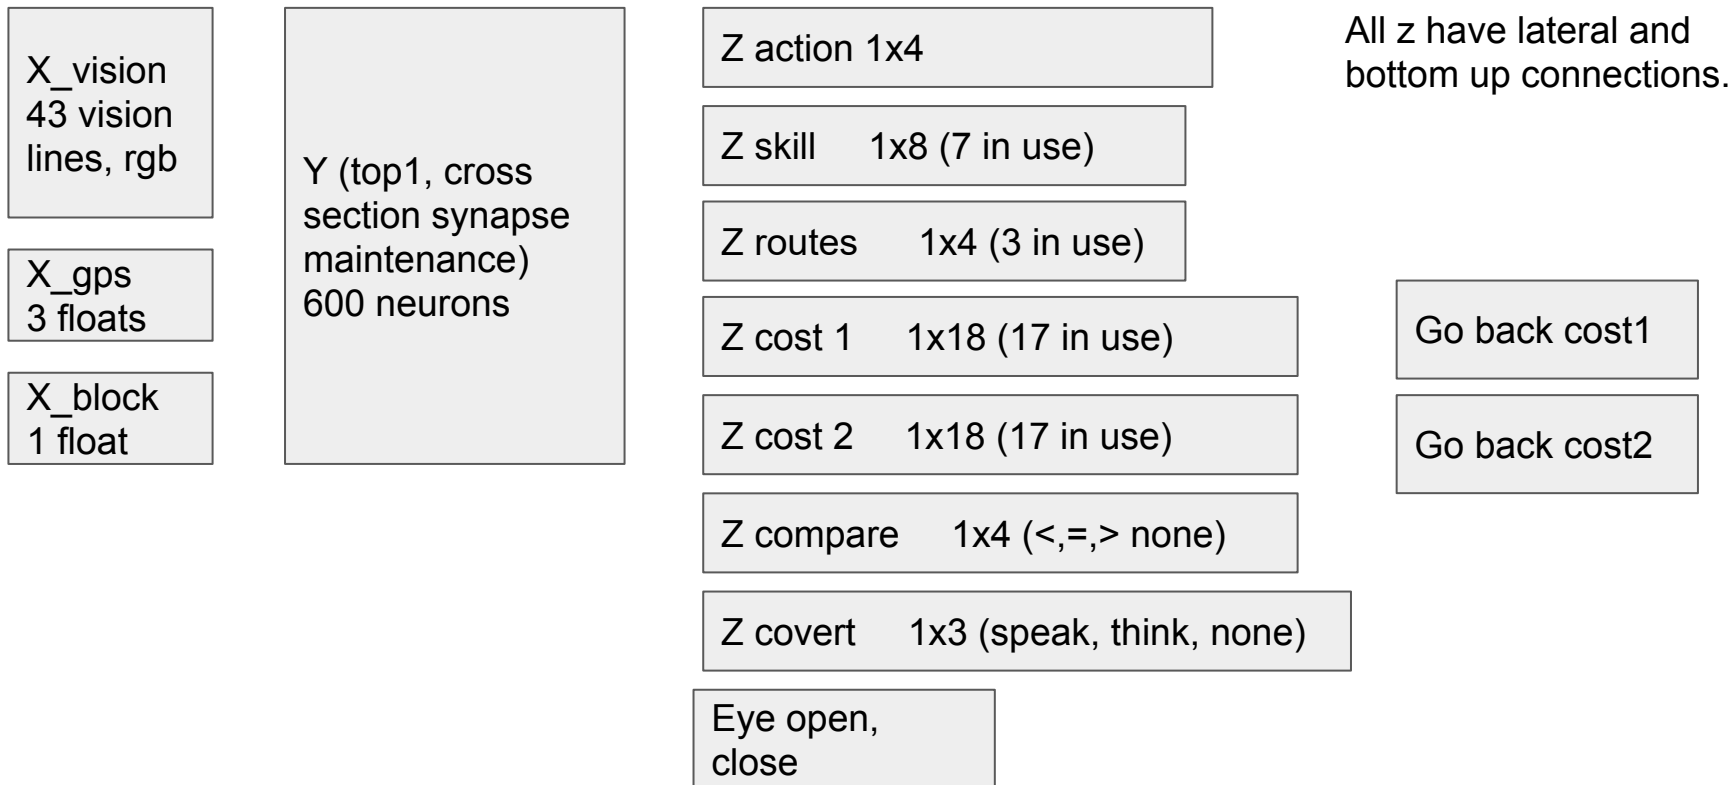 X_vision
43 vision
lines, rgb
X_gps
3 floats
X_block
1 float
Y (top1, cross
section synapse
maintenance)
600 neurons
Z action 1x4
Z skill 1x8 (7 in use)
Z routes 1x4 (3 in use)
Z cost 1 1x18 (17 in use)
Z cost 2 1x18 (17 in use)
Z compare 1x4 (<,=,> none)
Z covert 1x3 (speak, think, none)
Eye open,
close
All z have lateral and
bottom up connections.
Go back cost1
Go back cost2